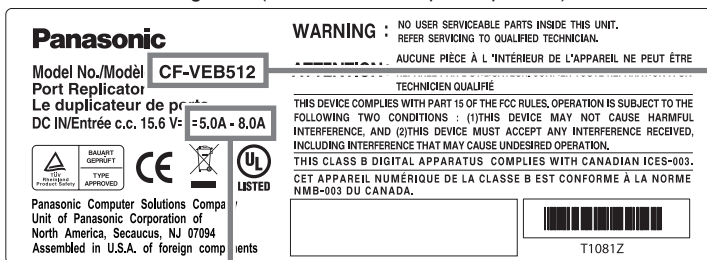 Panasonic
Model No./Modèl CF-VEB512
Port Replicator
Le duplicateur de
DC IN/Entrée c.c. 15.6 V= =5.0A - 8.0A
TÜV
Rheinland
Product Safety
BAUART
GEPRÜFT
TYPE
APPROVED
CE
UL
LISTED
Panasonic Computer Solutions Compa y
Unit of Panasonic Corporation of
North America, Secaucus, NJ 07094
Assembled in U.S.A. of foreign comp nents
WARNING : NO USER SERVICEABLE PARTS INSIDE THIS UNIT.
REFER SERVICING TO QUALIFIED TECHNICIAN.
AUCUNE PIÈCE À L 'INTÉRIEUR DE L'APPAREIL NE PEUT ÊTRE
TECHNICIEN QUALIFIÉ
THIS DEVICE COMPLIES WITH PART 15 OF THE FCC RULES. OPERATION IS SUBJECT TO THE
FOLLOWING TWO CONDITIONS : (1)THIS DEVICE MAY NOT CAUSE HARMFUL
INTERFERENCE, AND (2)THIS DEVICE MUST ACCEPT ANY INTERFERENCE RECEIVED,
INCLUDING INTERFERENCE THAT MAY CAUSE UNDESIRED OPERATION.
THIS CLASS B DIGITAL APPARATUS COMPLIES WITH CANADIAN ICES-003.
CET APPAREIL NUMÉRIQUE DE LA CLASSE B EST CONFORME À LA NORME
NMB-003 DU CANADA.
T1081Z